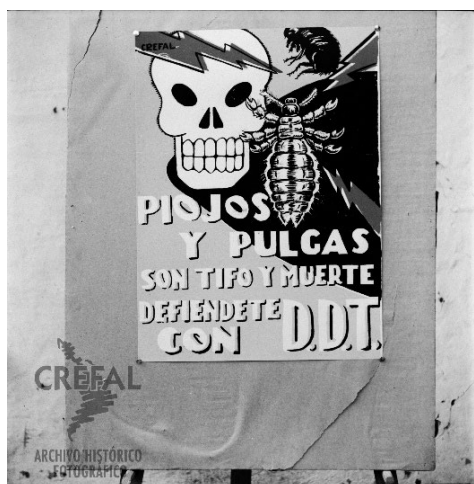 CREFAL
PIOJOS
Y PULGAS
SON TIFO Y MUERTE
DEFIENDETE
CON D.D.T.
CREFAL
ARCHIVO HISTÓRICO
FOTOGRÁFICO